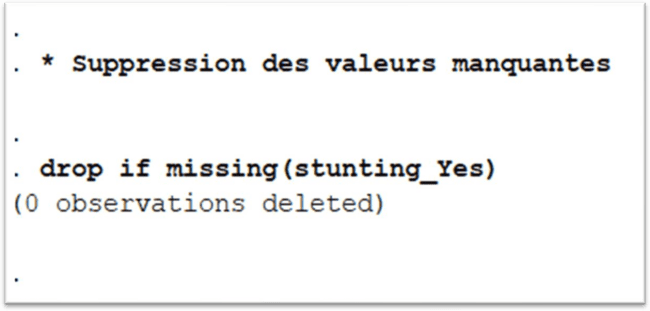 .
. * Suppression des valeurs manquantes
.
. drop if missing(stunting_Yes)
(0 observations deleted)
.